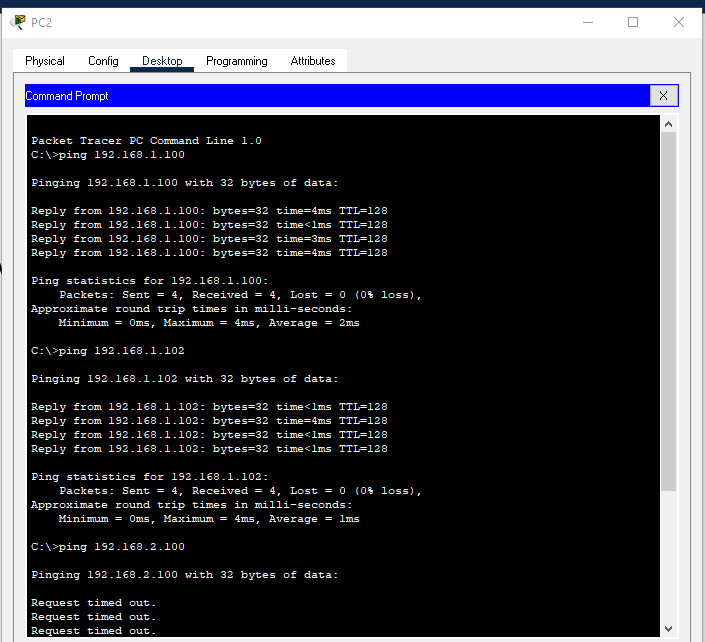 PC2
Physical Config Desktop Programming Attributes
Command Prompt X
Packet Tracer PC Command Line 1.0
C:\>ping 192.168.1.100
Pinging 192.168.1.100 with 32 bytes of data:
Reply from 192.168.1.100: bytes=32 time=4ms TTL=128
Reply from 192.168.1.100: bytes=32 time<1ms TTL=128
Reply from 192.168.1.100: bytes=32 time=3ms TTL=128
Reply from 192.168.1.100: bytes=32 time=4ms TTL=128
Ping statistics for 192.168.1.100:
Packets: Sent = 4, Received = 4, Lost = 0 (0% loss),
Approximate round trip times in milli-seconds:
Minimum = 0ms, Maximum = 4ms, Average = 2ms
C:\>ping 192.168.1.102
Pinging 192.168.1.102 with 32 bytes of data:
Reply from 192.168.1.102: bytes=32 time<1ms TTL=128
Reply from 192.168.1.102: bytes=32 time=4ms TTL=128
Reply from 192.168.1.102: bytes=32 time<1ms TTL=128
Reply from 192.168.1.102: bytes=32 time<1ms TTL=128
Ping statistics for 192.168.1.102:
Packets: Sent = 4, Received = 4, Lost = 0 (0% loss),
Approximate round trip times in milli-seconds:
Minimum = 0ms, Maximum = 4ms, Average = 1ms
C:\>ping 192.168.2.100
Pinging 192.168.2.100 with 32 bytes of data:
Request timed out.
Request timed out.
Request timed out.